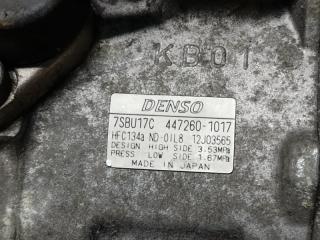 KB01
DENSO
7SBU17C 447260-1017
HFC134a ND-OIL8 12J03565
DESIGN HIGH SIDE 3.53MPa
PRESS LOW SIDE 1.67MPa
MADE IN JAPAN